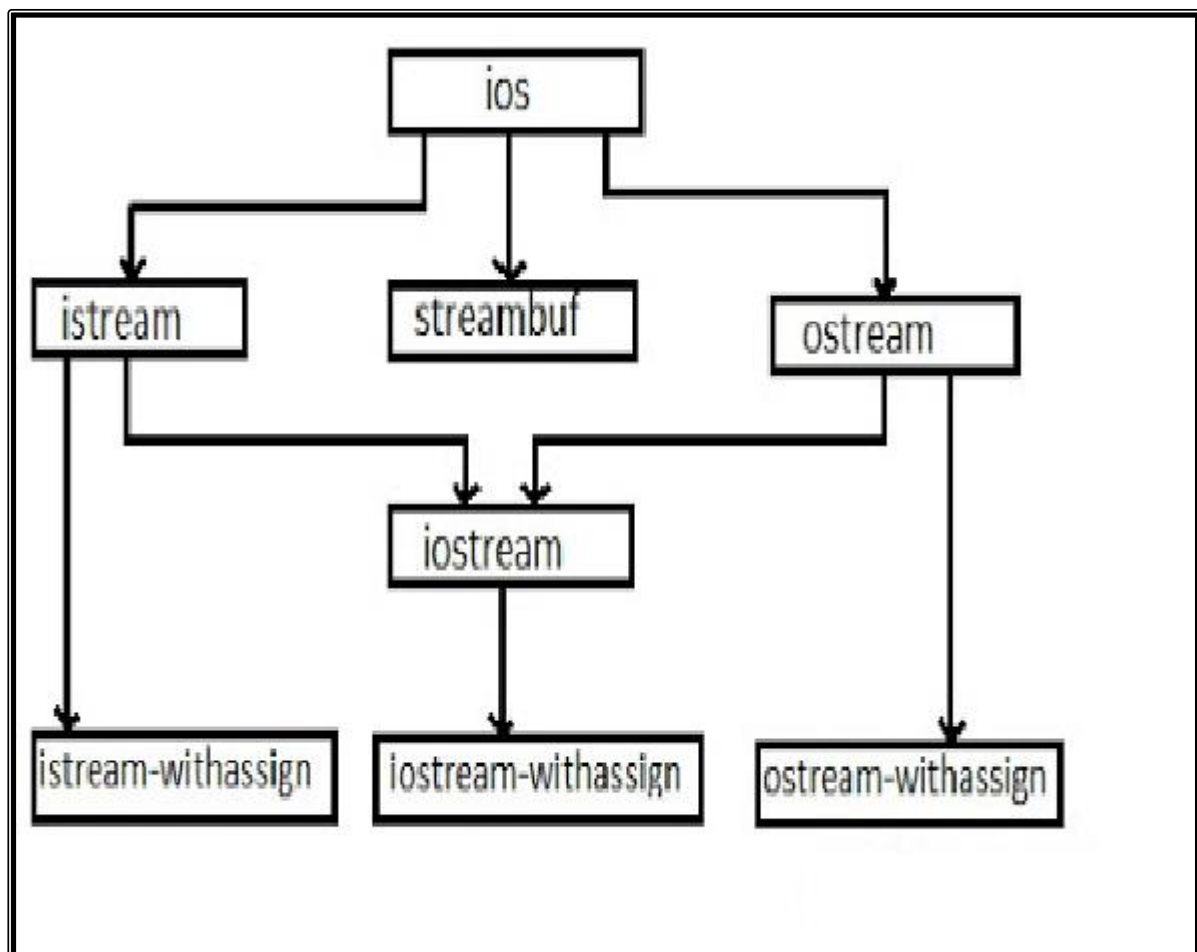 ios
istream
streambuf
ostream
iostream
istream-withassign
iostream-withassign
ostream-withassign